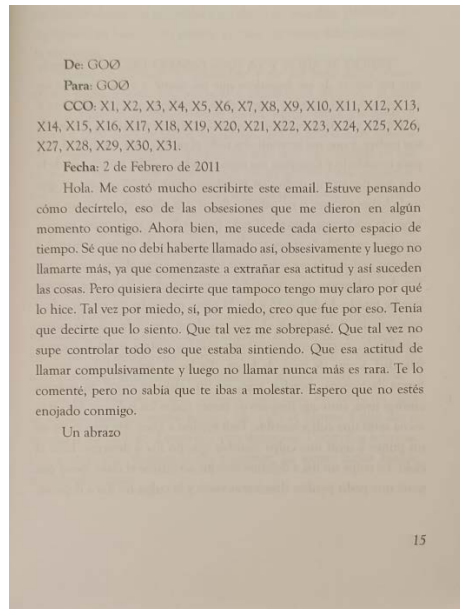 De: GOØ
Para: GOØ
CCO: X1, X2, X3, X4, X5, X6, X7, X8, X9, X10, X11, X12, X13,
X14, X15, X16, X17, X18, X19, X20, X21, X22, X23, X24, X25, X26,
X27, X28, X29, X30, X31.
Fecha: 2 de Febrero de 2011
Hola. Me costó mucho escribirte este email. Estuve pensando
cómo decírtelo, eso de las obsesiones que me dieron en algún
momento contigo. Ahora bien, me sucede cada cierto espacio de
tiempo. Sé que no debí haberte llamado así, obsesivamente y luego no
llamarte más, ya que comenzaste a extrañar esa actitud y así suceden
las cosas. Pero quisiera decirte que tampoco tengo muy claro por qué
lo hice. Tal vez por miedo, sí, por miedo, creo que fue por eso. Tenía
que decirte que lo siento. Que tal vez me sobrepasé. Que tal vez no
supe controlar todo eso que estaba sintiendo. Que esa actitud de
llamar compulsivamente y luego no llamar nunca más es rara. Te lo
comenté, pero no sabía que te ibas a molestar. Espero que no estés
enojado conmigo.
Un abrazo
15